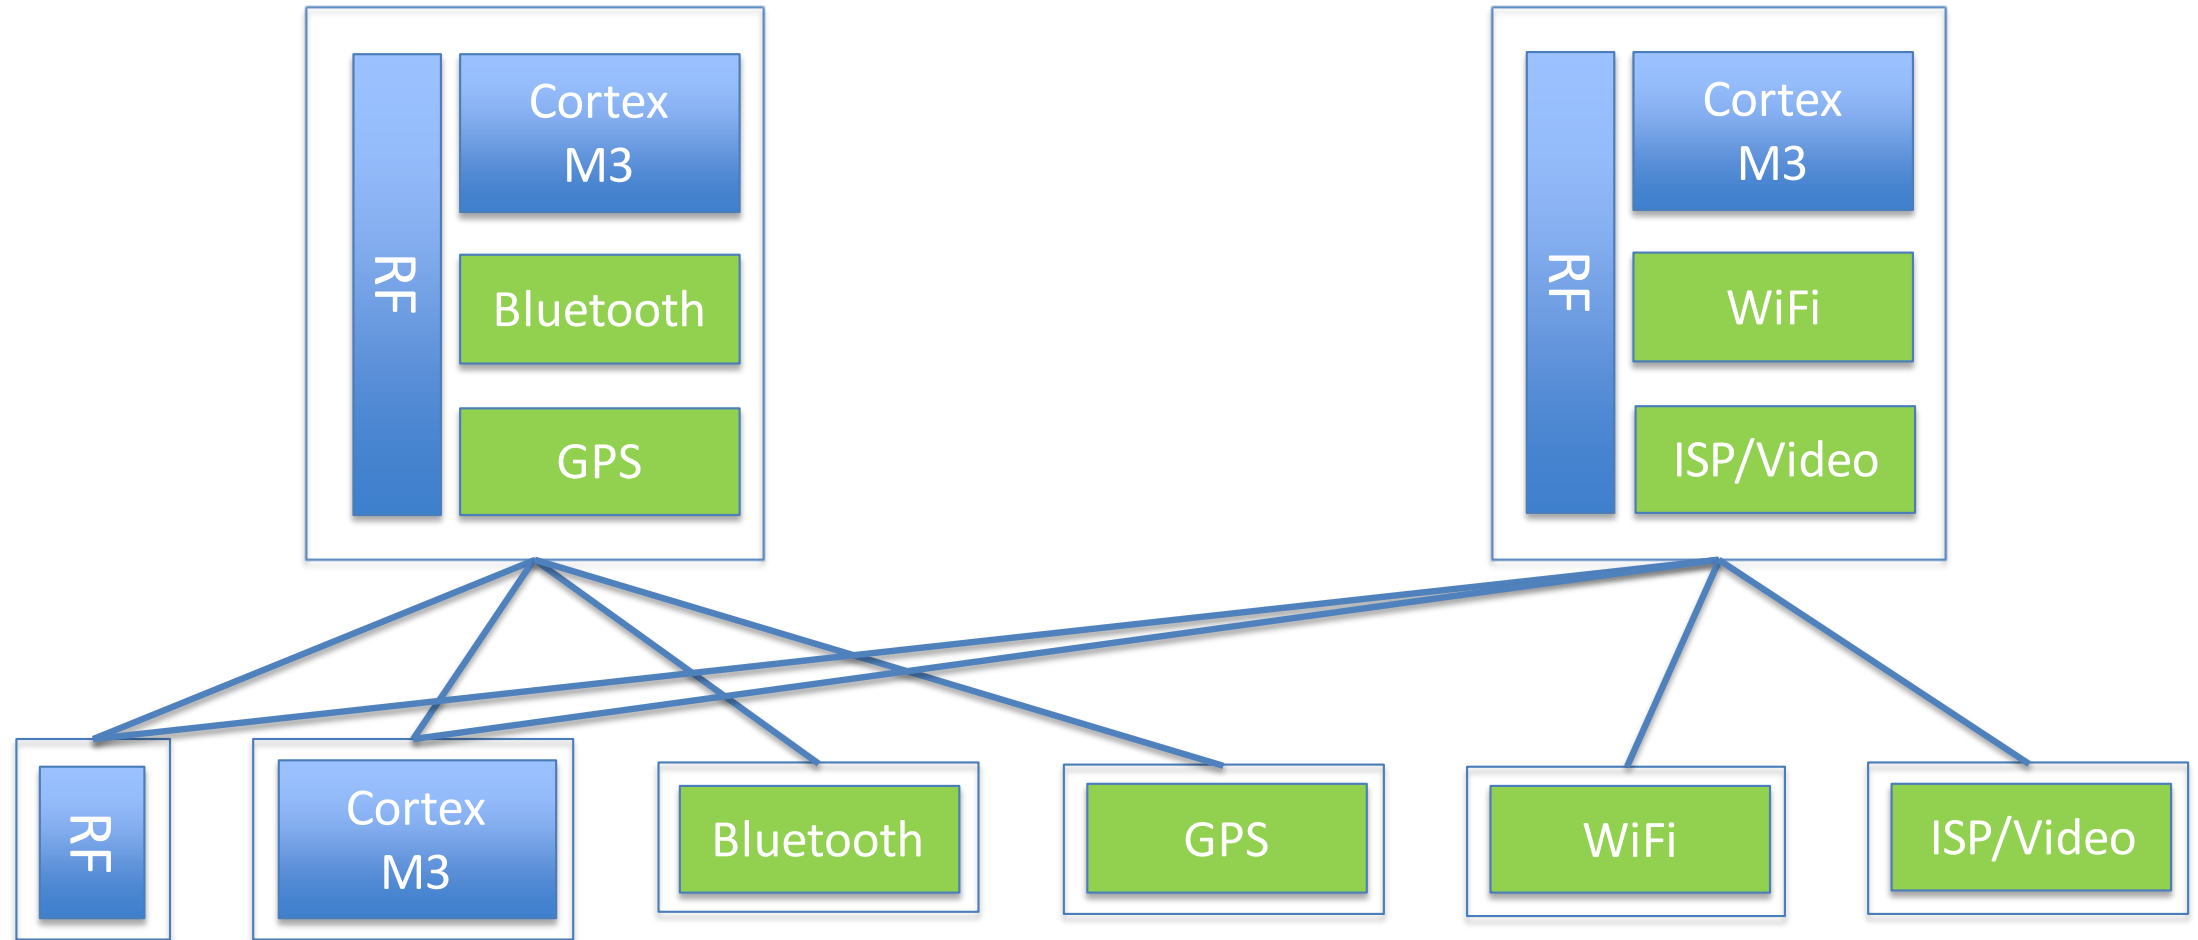 RF
Cortex
M3
Bluetooth
GPS
RF
Cortex
M3
WiFi
ISP/Video
RF
Cortex
M3
Bluetooth
GPS
WiFi
ISP/Video